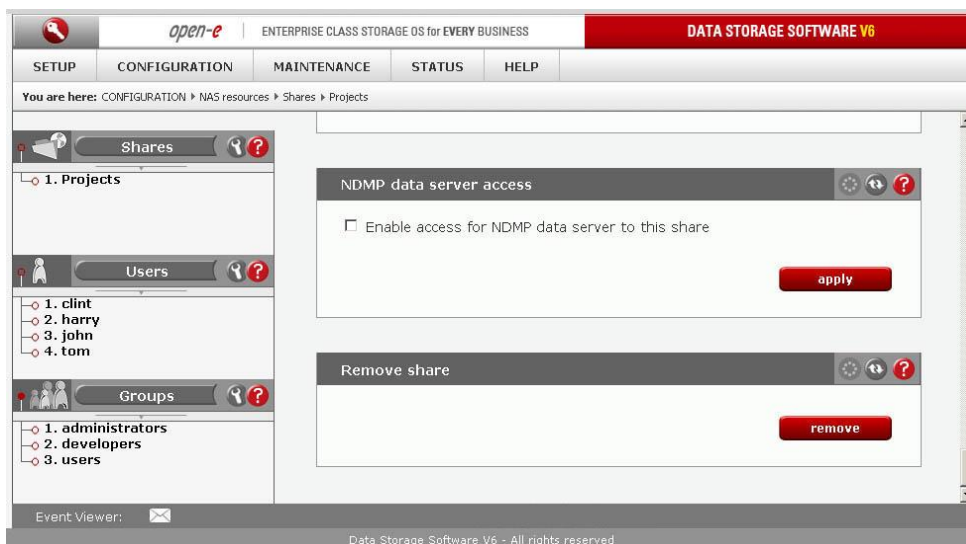 open-e ENTERPRISE CLASS STORAGE OS for EVERY BUSINESS DATA STORAGE SOFTWARE V6
SETUP CONFIGURATION MAINTENANCE STATUS HELP
You are here: CONFIGURATION NAS resources Shares Projects
Shares
1. Projects
Users
1. clint
2. harry
3. john
4. tom
Groups
1. administrators
2. developers
3. users
NDMP data server access
Enable access for NDMP data server to this share
apply
Remove share
remove
Event Viewer:
Data Storage Software V6 - All rights reserved